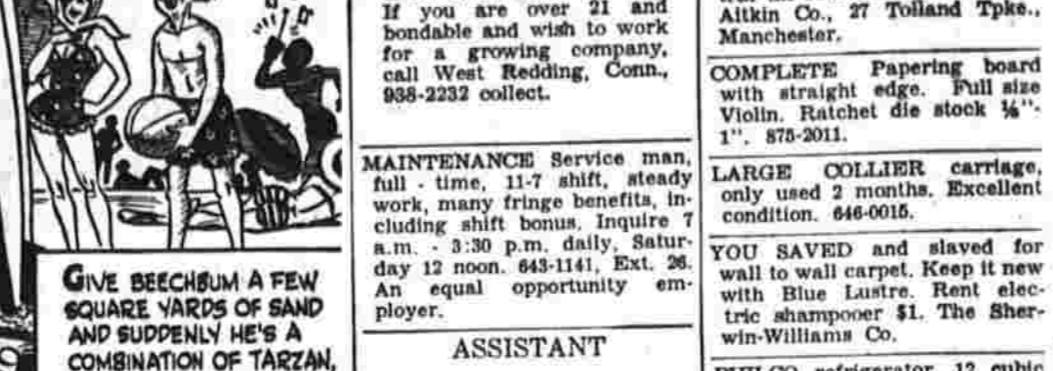 GIVE BEECHBUM A FEW
SQUARE YARDS OF SAND
AND SUDDENLY HE'S A
COMBINATION OF TARZAN,
If you are over 21 and
bondable and wish to work
for a growing company,
call West Redding, Conn.,
938-2232 collect.
MAINTENANCE Service man,
full - time, 11-7 shift, steady
work, many fringe benefits, in-
cluding shift bonus. Inquire 7
a.m. - 3:30 p.m. daily, Satur-
day 12 noon. 643-1141, Ext. 26.
An equal opportunity em-
ployer.
ASSISTANT
Aitkin Co., 27 Tolland Tpke.,
Manchester.
COMPLETE Papering board
with straight edge. Full size
Violin. Ratchet die stock ⅛"-
1". 875-2011.
LARGE COLLIER carriage,
only used 2 months. Excellent
condition. 646-0015.
YOU SAVED and slaved for
wall to wall carpet. Keep it new
with Blue Lustre. Rent elec-
tric shampooer $1. The Sher-
win-Williams Co.
refrigerator, 12 cubic